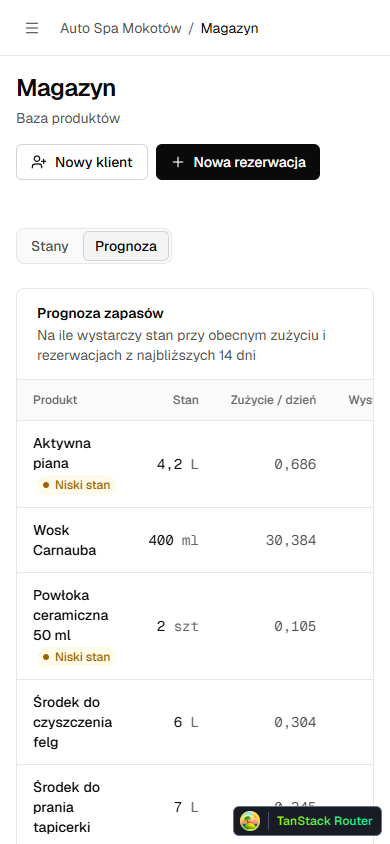 Auto Spa Mokotów / Magazyn
Magazyn
Baza produktów
Nowy klient
Nowa rezerwacja
Stany
Prognoza
Prognoza zapasów
Na ile wystarczy stan przy obecnym zużyciu i
rezerwacjach z najbliższych 14 dni
Produkt Stan Zużycie / dzień
Aktywna
piana
Niski stan
4,2 L 0,686
Wosk
Carnauba
400 ml 30,384
Powłoka
ceramiczna
50 ml
Niski stan
2 szt 0,105
Środek do
czyszczenia
felg
6 L 0,304
Środek do
prania
tapicerki
7 L
TanStack Router